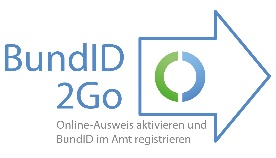 BundID
2Go
Online-Ausweis aktivieren und
BundID im Amt registrieren